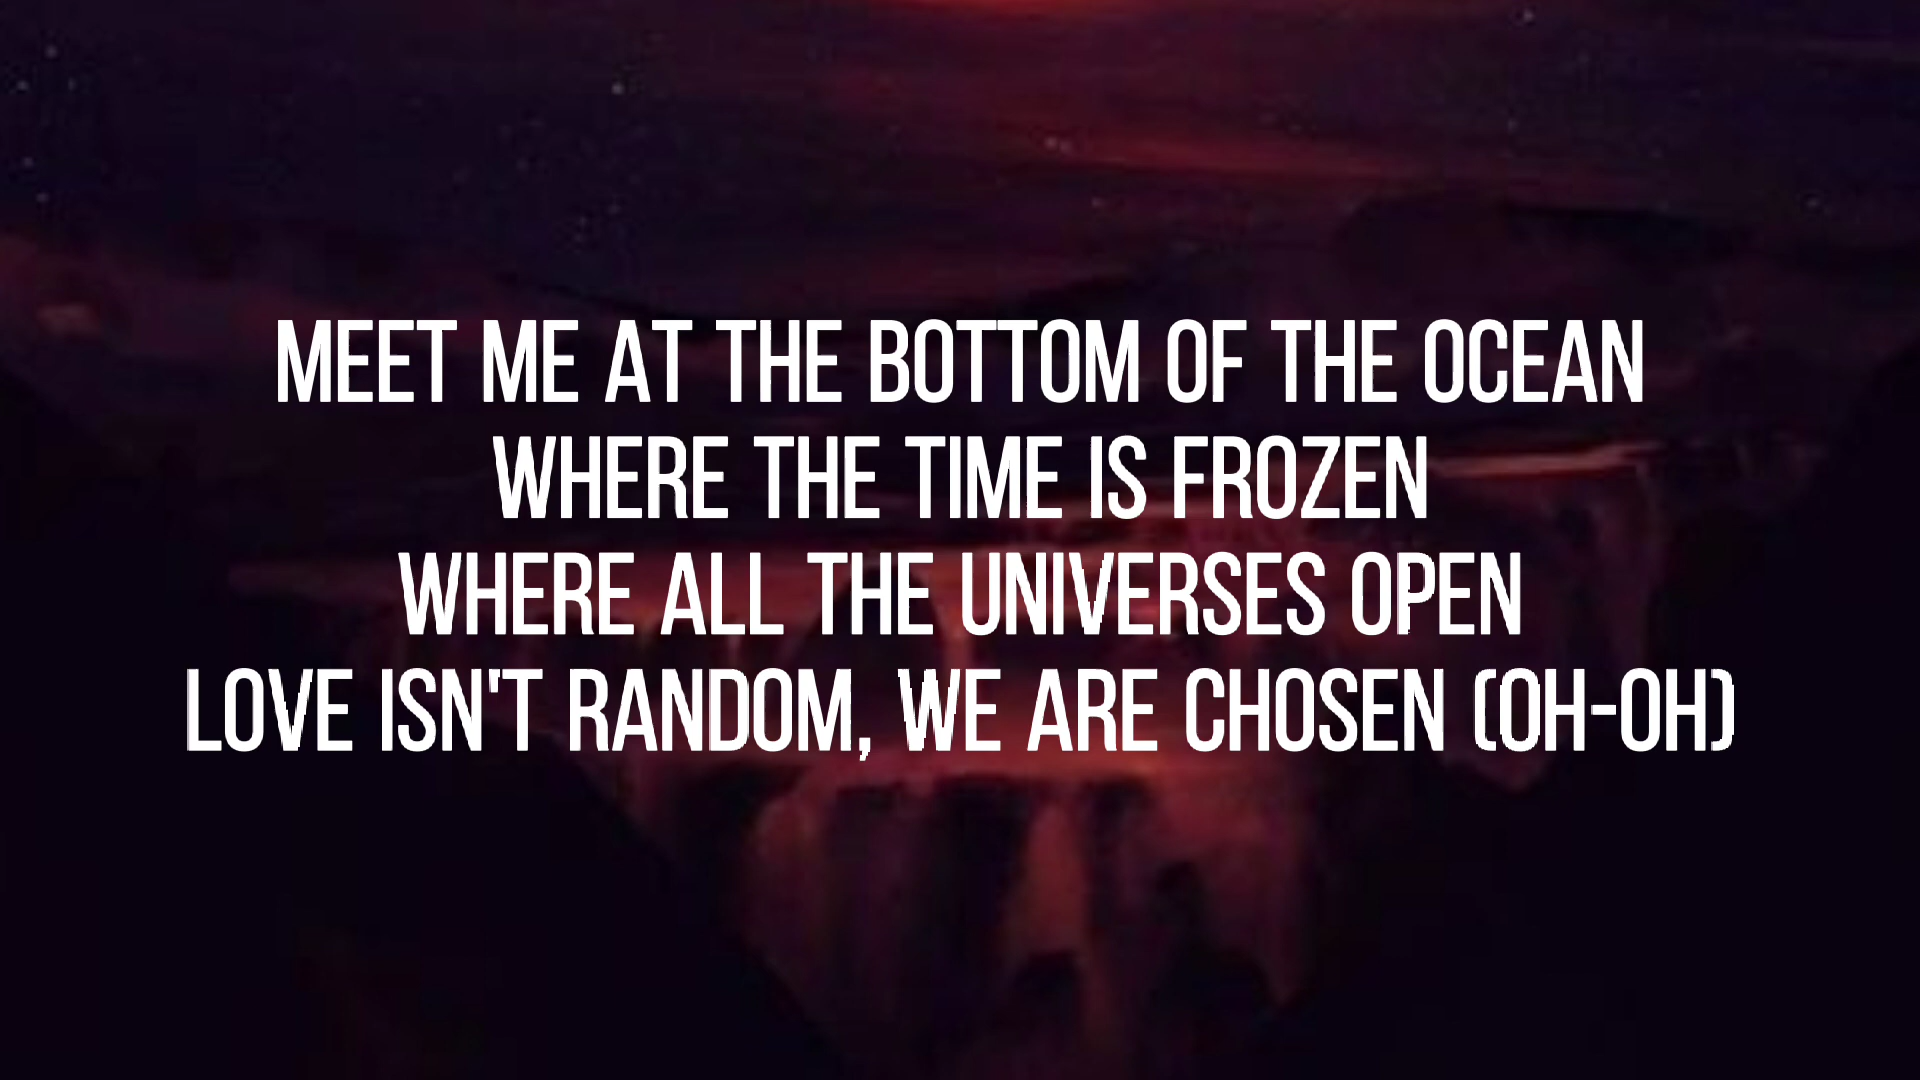 MEET ME AT THE BOTTOM OF THE OCEAN
WHERE THE TIME IS FROZEN
WHERE ALL THE UNIVERSES OPEN
LOVE ISN'T RANDOM, WE ARE CHOSEN (OH-OH)